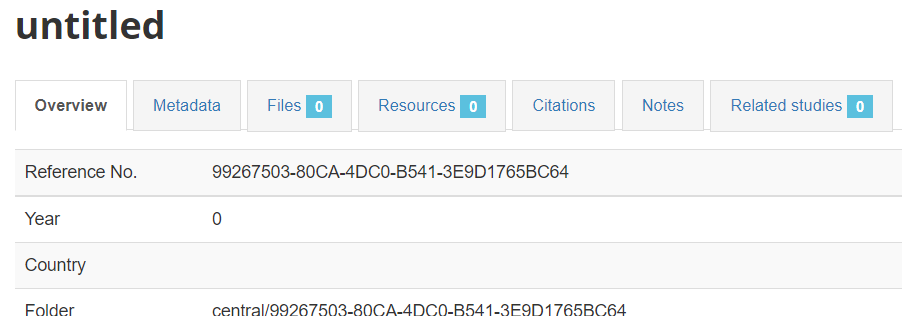 untitled
Overview Metadata Files 0 Resources 0 Citations Notes Related studies 0
Reference No. 99267503-80CA-4DC0-B541-3E9D1765BC64
Year 0
Country
Folder central/99267503-80CA-4DC0-B541-3E9D1765BC64